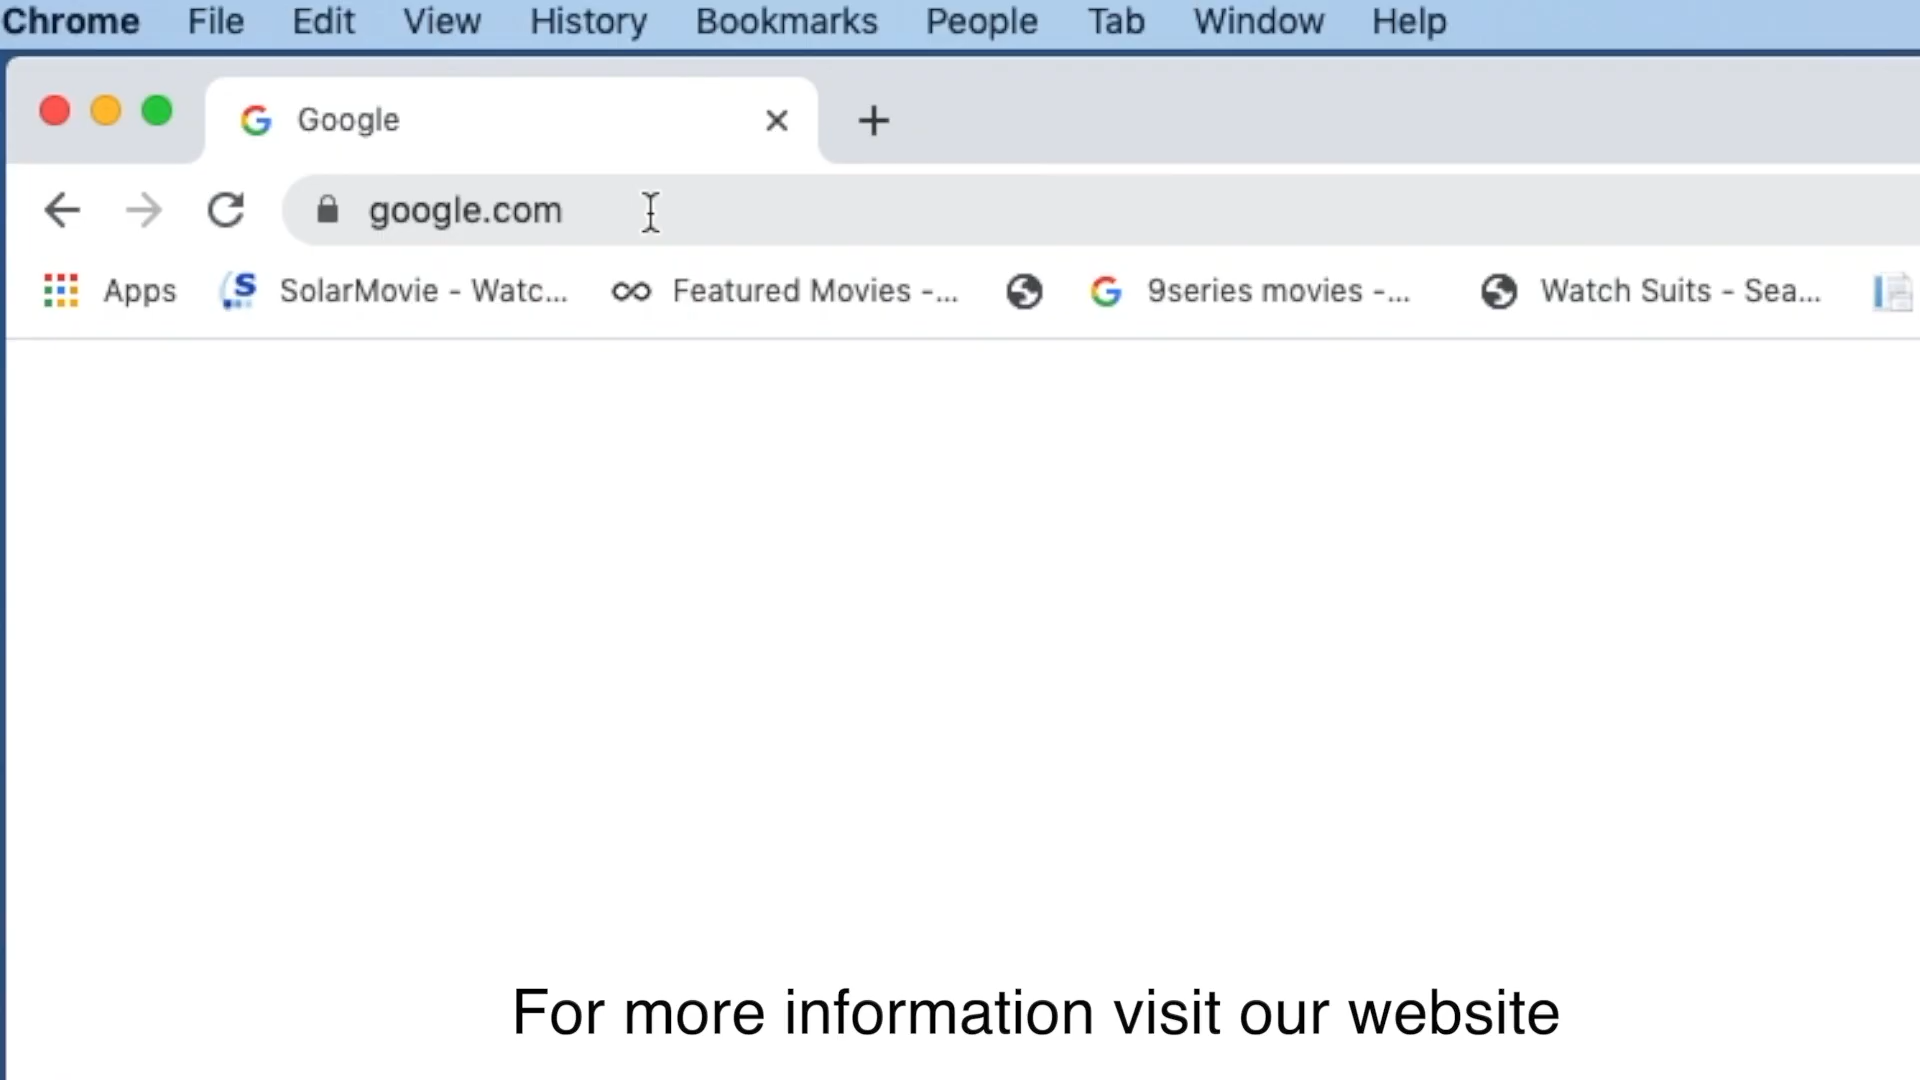 Chrome File Edit View History Bookmarks People Tab Window Help
Google
google.com
Apps SolarMovie - Watc... Featured Movies -... 9series movies -... Watch Suits - Sea...
For more information visit our website